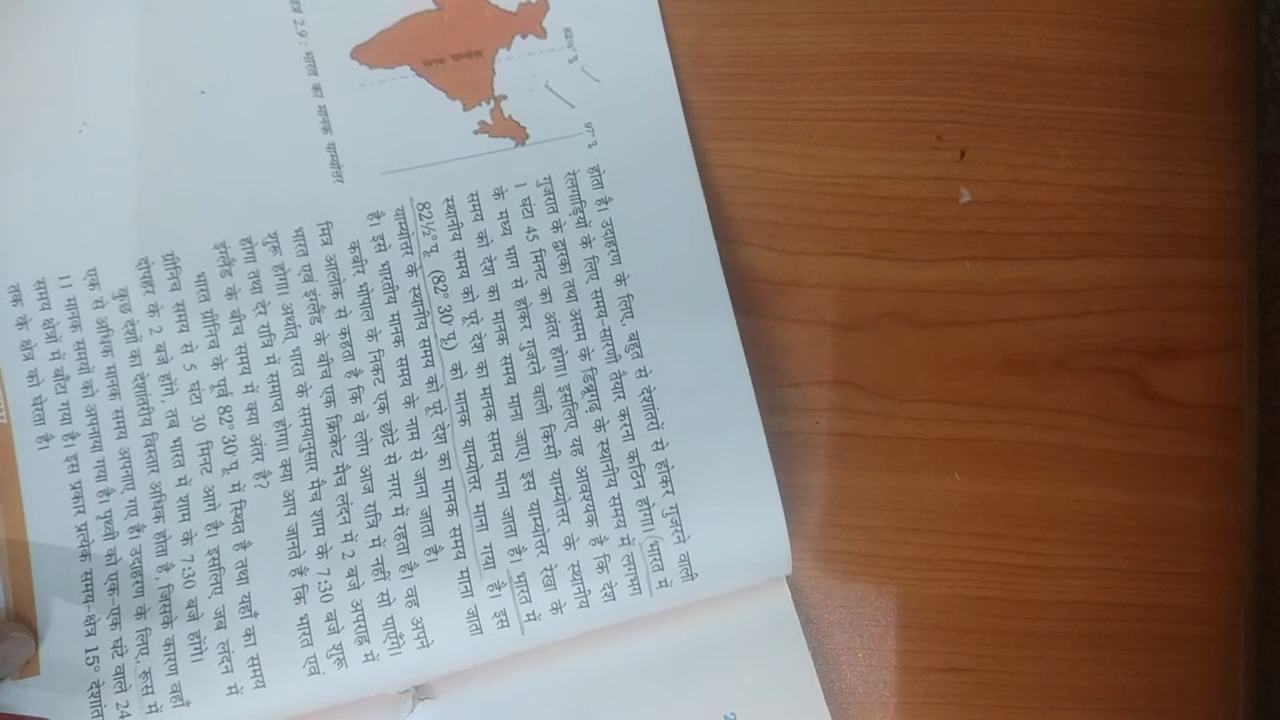 2.9 : भारत का मानक याम्योत्तर
82½° पू॰
97°
होता है। उदाहरण के लिए, बहुत से देशांतरों से होकर गुजरने वाली
रेलगाड़ियों के लिए समय-सारणी तैयार करना कठिन होगा। भारत में
गुजरात के द्वारका तथा असम के डिब्रूगढ़ के स्थानीय समय में लगभग
1 घंटा 45 मिनट का अंतर होगा। इसलिए यह आवश्यक है कि देश
के मध्य भाग से होकर गुजरने वाली किसी याम्योत्तर के स्थानीय
समय को देश का मानक समय माना जाए। इस याम्योत्तर रेखा के
स्थानीय समय को पूरे देश का मानक समय माना जाता है। भारत में
82½° पू॰ (82° 30' पू॰) को मानक याम्योत्तर माना गया है। इस
याम्योत्तर के स्थानीय समय को पूरे देश का मानक समय माना जाता
है। इसे भारतीय मानक समय के नाम से जाना जाता है।
कबीर भोपाल के निकट एक छोटे से नगर में रहता है। वह अपने
मित्र आलोक से कहता है कि वे लोग आज रात्रि में नहीं सो पाएँगे।
भारत एवं इंग्लैंड के बीच एक क्रिकेट मैच लंदन में 2 बजे अपराह्न में
शुरू होगा। अर्थात् भारत के समयानुसार मैच शाम के 7:30 बजे शुरू
होगा तथा देर रात्रि में समाप्त होगा। क्या आप जानते हैं कि भारत एवं
इंग्लैंड के बीच समय में क्या अंतर है?
भारत ग्रीनिच के पूर्व 82°30' पू॰ में स्थित है तथा यहाँ का समय
ग्रीनिच समय से 5 घंटा 30 मिनट आगे है। इसलिए जब लंदन में
दोपहर के 2 बजे होंगे, तब भारत में शाम के 7:30 बजे होंगे।
कुछ देशों का देशांतरीय विस्तार अधिक होता है, जिसके कारण वहाँ
एक से अधिक मानक समय अपनाए गए हैं। उदाहरण के लिए, रूस में
11 मानक समयों को अपनाया गया है। पृथ्वी को एक-एक घंटे वाले 24
समय क्षेत्रों में बाँटा गया है। इस प्रकार प्रत्येक समय-क्षेत्र 15° देशांतर
तक के क्षेत्र को घेरता है।